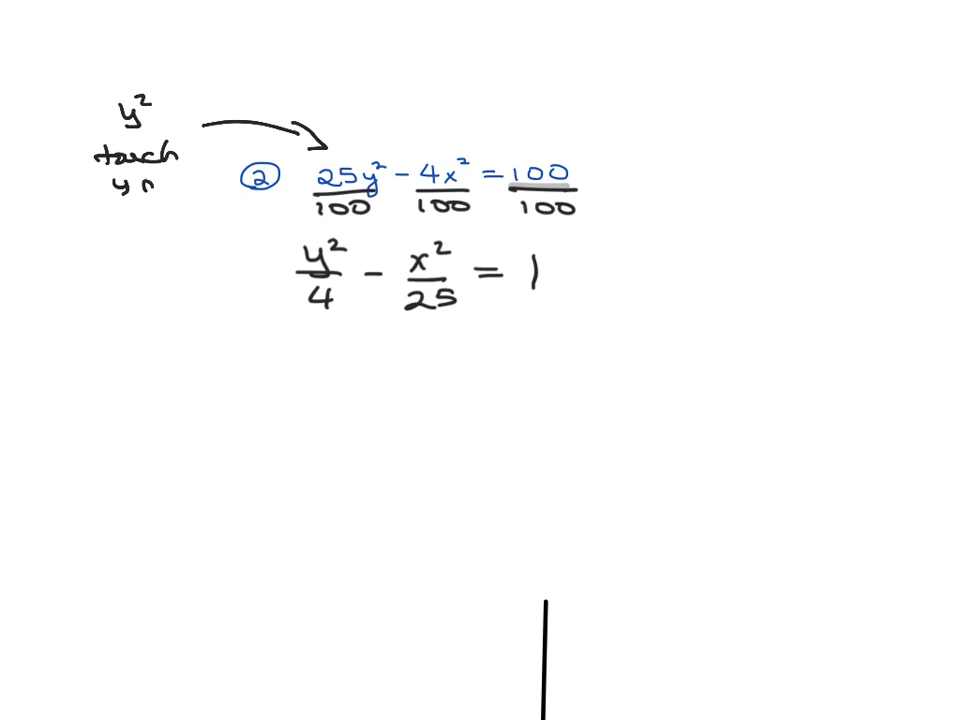 y²
touch
y n
② 25y²/100 - 4x²/100 = 100/100
y²/4 - x²/25 = 1